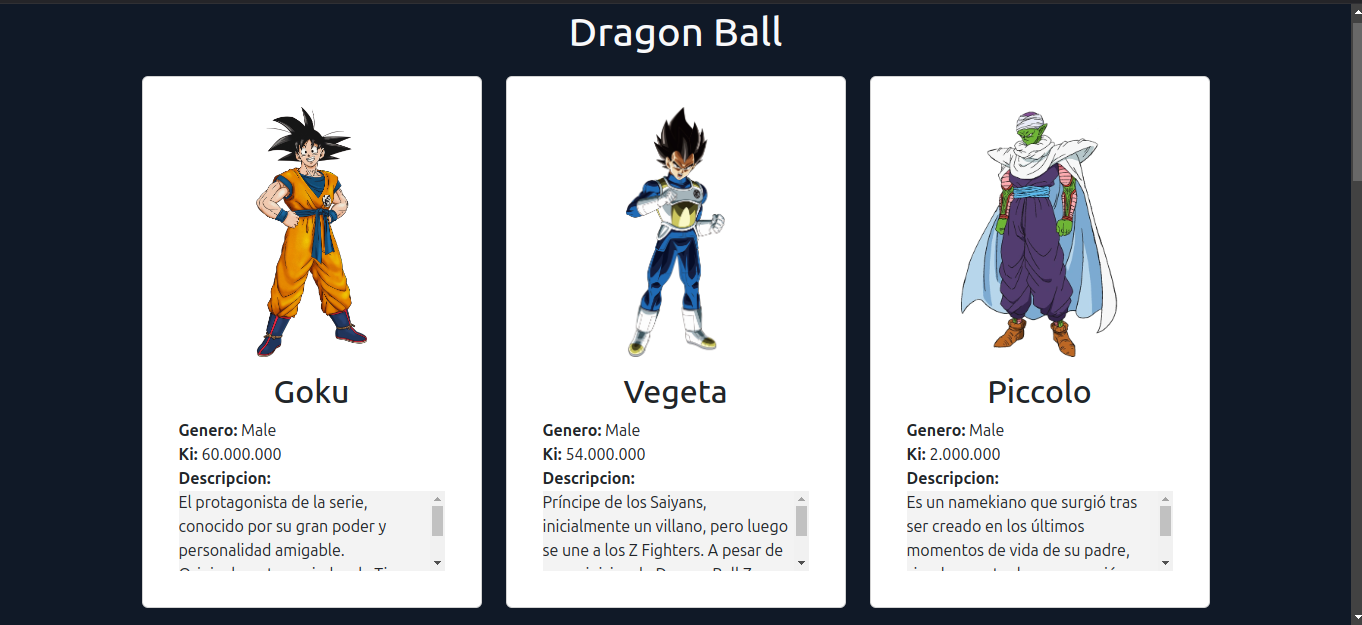 Dragon Ball
Goku
Genero: Male
Ki: 60.000.000
Descripcion:
El protagonista de la serie,
conocido por su gran poder y
personalidad amigable.
Vegeta
Genero: Male
Ki: 54.000.000
Descripcion:
Príncipe de los Saiyans,
inicialmente un villano, pero luego
se une a los Z Fighters. A pesar de
Piccolo
Genero: Male
Ki: 2.000.000
Descripcion:
Es un namekiano que surgió tras
ser creado en los últimos
momentos de vida de su padre,